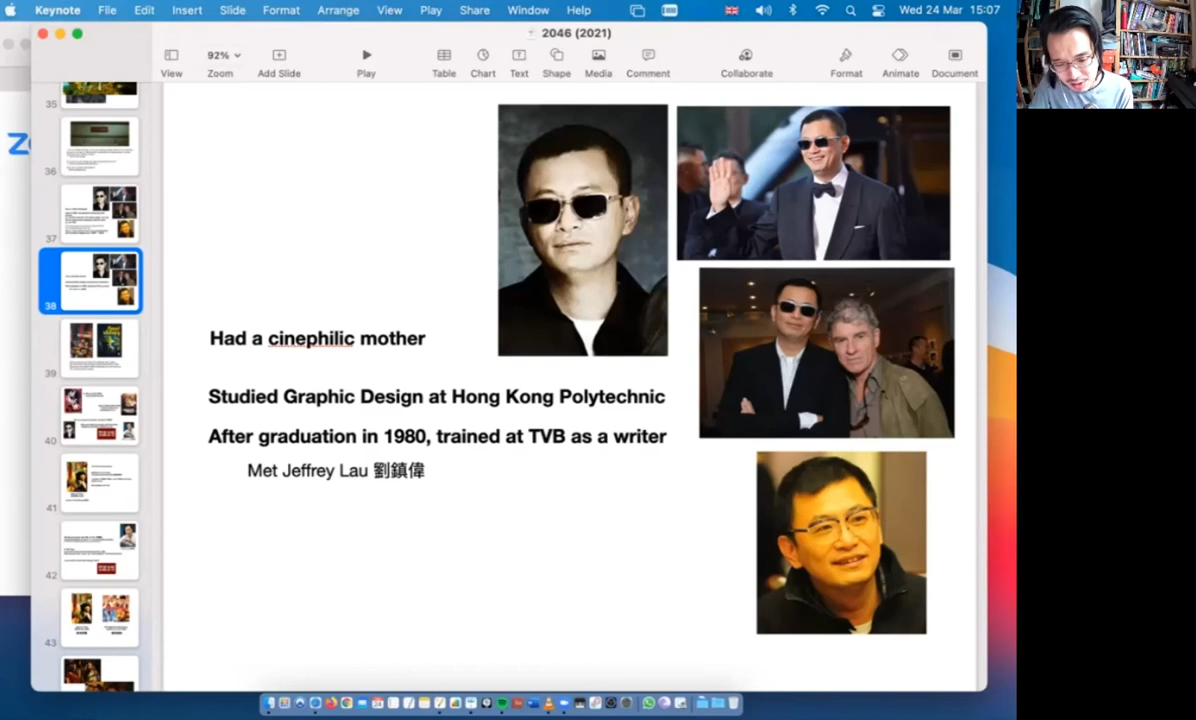 Keynote File Edit Insert Slide Format Arrange View Play Share Window Help Wed 24 Mar 15:07
2046 (2021)
92%
View Zoom Add Slide Play Table Chart Text Shape Media Comment Collaborate Format Animate Document
35
36
37
38
39
40
41
42
43
Had a cinephilic mother
Studied Graphic Design at Hong Kong Polytechnic
After graduation in 1980, trained at TVB as a writer
Met Jeffrey Lau 劉鎮偉